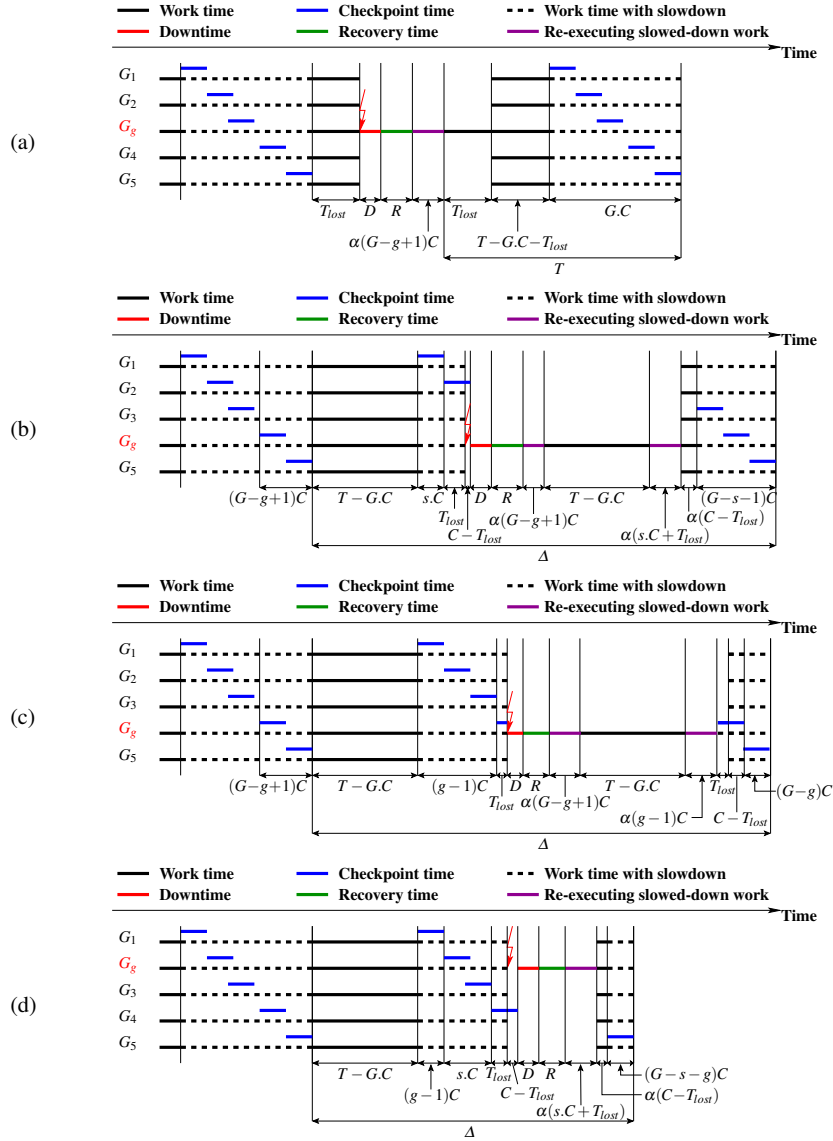 Work time Checkpoint time Work time with slowdown
Downtime Recovery time Re-executing slowed-down work
Time
G1
G2
Gg
G4
G5
(a)
Tlost D R Tlost G.C
α(G−g+1)C T−G.C−Tlost
T
Work time Checkpoint time Work time with slowdown
Downtime Recovery time Re-executing slowed-down work
Time
G1
G2
G3
Gg
G5
(b)
(G−g+1)C T−G.C s.C D R T−G.C (G−s−1)C
Tlost α(G−g+1)C α(C−Tlost)
C−Tlost α(s.C+Tlost)
Δ
Work time Checkpoint time Work time with slowdown
Downtime Recovery time Re-executing slowed-down work
Time
G1
G2
G3
Gg
G5
(c)
(G−g+1)C T−G.C (g−1)C D R T−G.C Tlost (G−g)C
Tlost α(G−g+1)C α(g−1)C C−Tlost
Δ
Work time Checkpoint time Work time with slowdown
Downtime Recovery time Re-executing slowed-down work
Time
G1
Gg
G3
G4
G5
(d)
T−G.C s.C Tlost D R (G−s−g)C
(g−1)C C−Tlost α(C−Tlost)
α(s.C+Tlost)
Δ